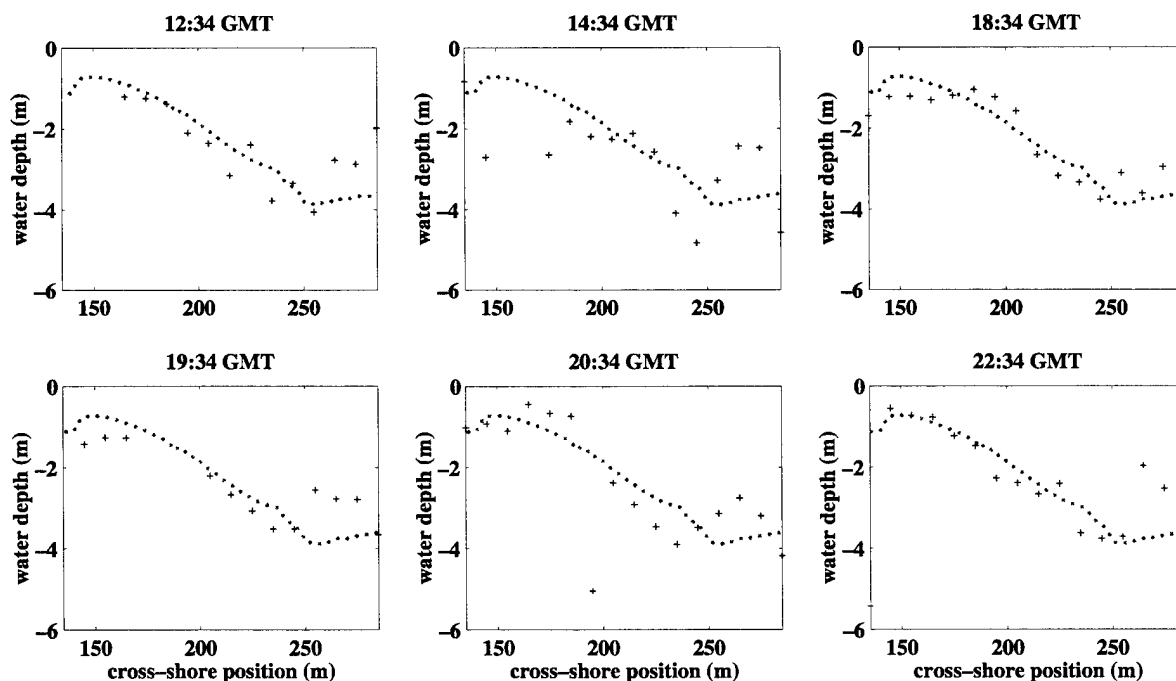 12:34 GMT 14:34 GMT 18:34 GMT
0 0 0
−2 −2 −2
−4 −4 −4
−6 −6 −6
water depth (m) water depth (m) water depth (m)
150 200 250 150 200 250 150 200 250
19:34 GMT 20:34 GMT 22:34 GMT
0 0 0
−2 −2 −2
−4 −4 −4
−6 −6 −6
water depth (m) water depth (m) water depth (m)
150 200 250 150 200 250 150 200 250
cross−shore position (m) cross−shore position (m) cross−shore position (m)